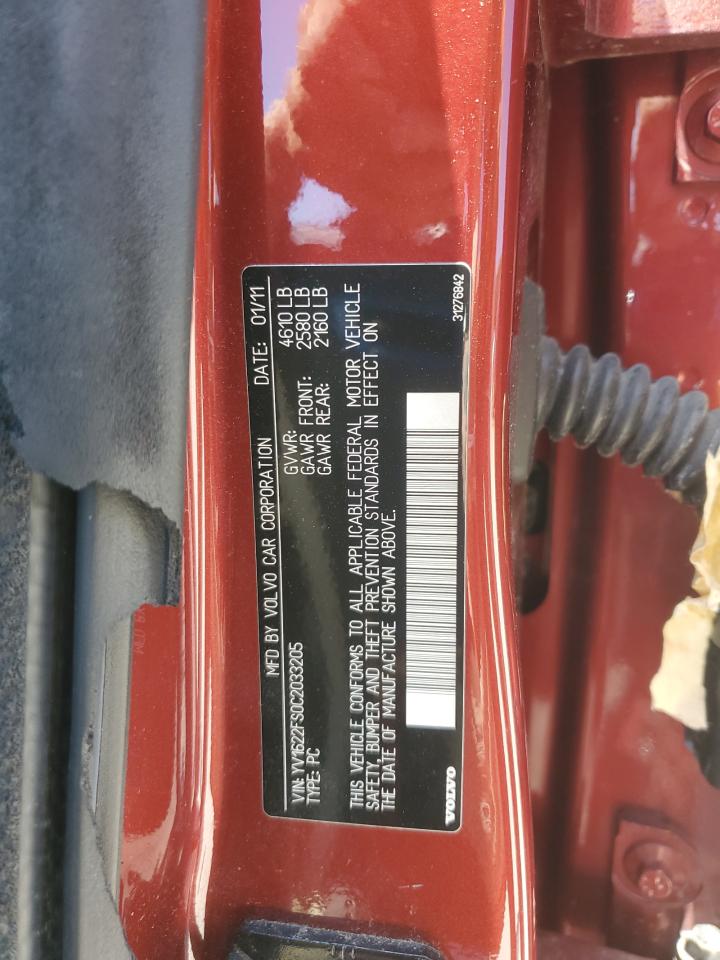 MFD BY VOLVO CAR CORPORATION DATE: 01/11
GVWR: 4610 LB
VIN: YV1622FS0C2033205 GAWR FRONT: 2580 LB
TYPE: PC GAWR REAR: 2160 LB
THIS VEHICLE CONFORMS TO ALL APPLICABLE FEDERAL MOTOR VEHICLE
SAFETY, BUMPER AND THEFT PREVENTION STANDARDS IN EFFECT ON
THE DATE OF MANUFACTURE SHOWN ABOVE.
VOLVO 31276842